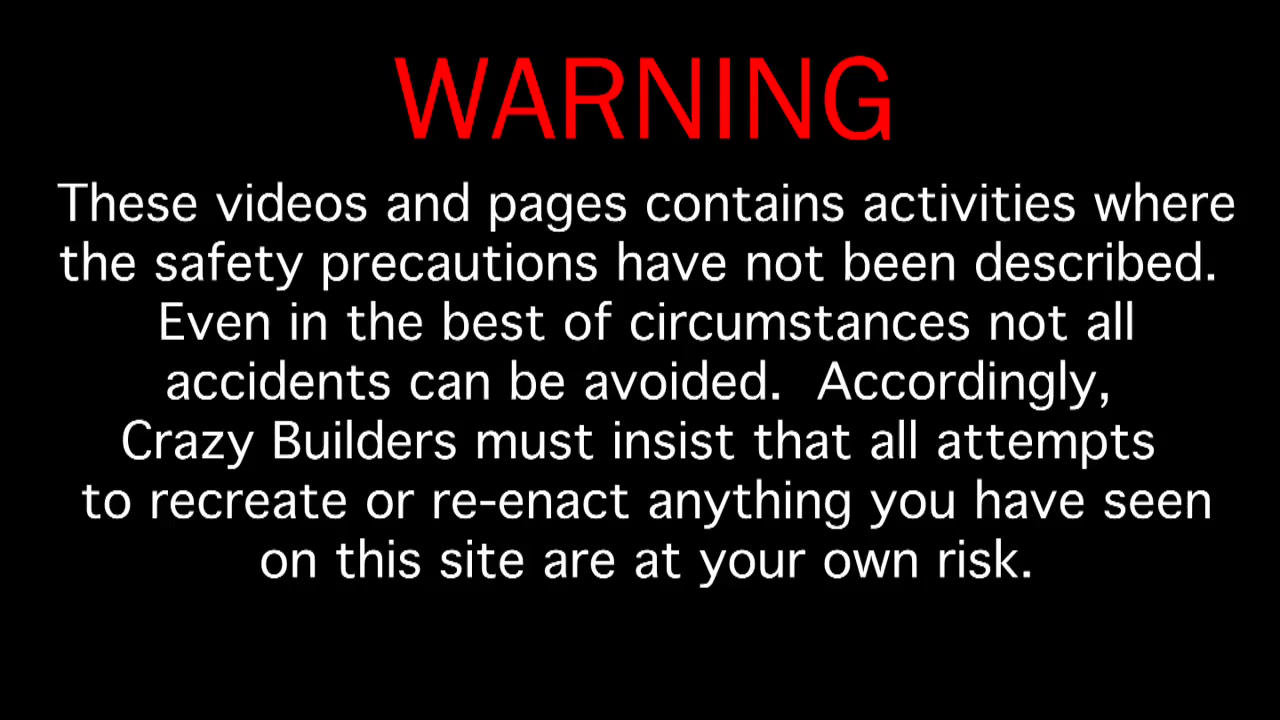 WARNING
These videos and pages contains activities where
the safety precautions have not been described.
Even in the best of circumstances not all
accidents can be avoided.  Accordingly,
Crazy Builders must insist that all attempts
to recreate or re-enact anything you have seen
on this site are at your own risk.